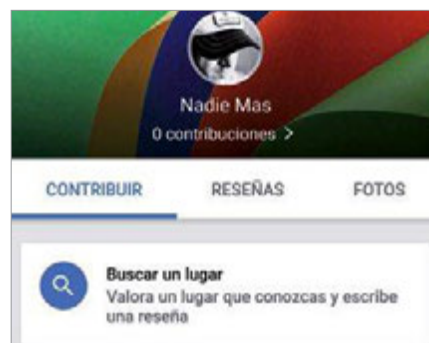 Nadie Mas
0 contribuciones >
CONTRIBUIR RESEÑAS FOTOS
Buscar un lugar
Valora un lugar que conozcas y escribe
una reseña